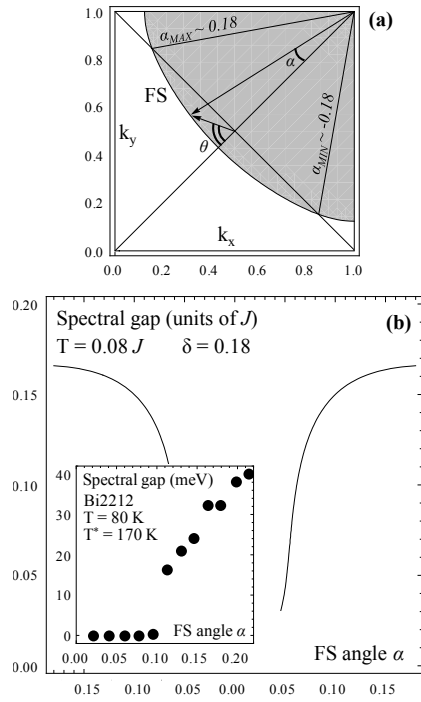 (a)
1.0
0.8
0.6
0.4
0.2
0.0
α_MAX ~ 0.18
α
FS
k_y
θ
α_MIN ~ -0.18
k_x
0.0 0.2 0.4 0.6 0.8 1.0
0.20
0.15
0.10
0.05
0.00
Spectral gap (units of J) (b)
T = 0.08 J δ = 0.18
40
30
20
10
0
Spectral gap (meV)
Bi2212
T = 80 K
T* = 170 K
FS angle α
0.00 0.05 0.10 0.15 0.20
FS angle α
0.15 0.10 0.05 0.00 0.05 0.10 0.15